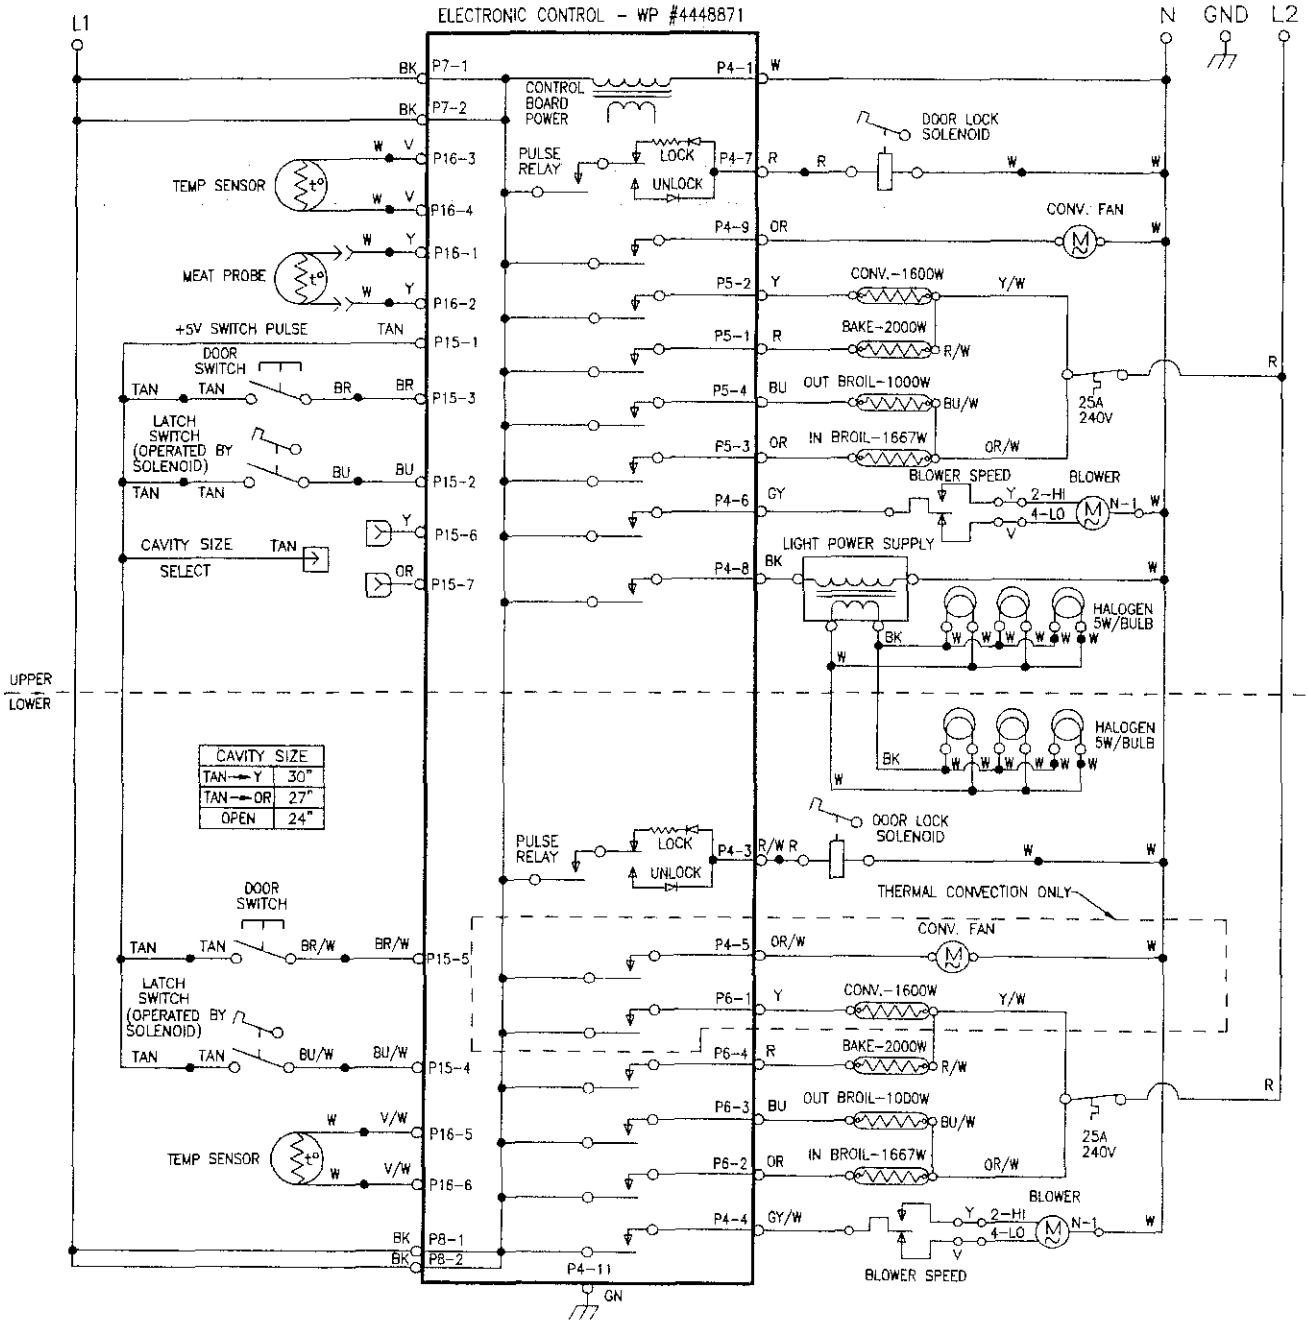 ELECTRONIC CONTROL - WP #4448871
L1
N GND L2
BK P7-1
P4-1 W
CONTROL
BOARD
POWER
BK P7-2
DOOR LOCK
SOLENOID
W V P16-3
PULSE
RELAY
LOCK
P4-7 R R W W
TEMP SENSOR
t°
UNLOCK
W V P16-4
CONV. FAN
P4-9 OR M W
W Y P16-1
MEAT PROBE
t°
P5-2 Y CONV.-1600W Y/W
W Y P16-2
+5V SWITCH PULSE TAN P15-1
P5-1 R BAKE-2000W R/W
R
DOOR
SWITCH
TAN TAN BR BR P15-3
P5-4 BU OUT BROIL-1000W BU/W
25A
240V
LATCH
SWITCH
(OPERATED BY
SOLENOID)
P5-3 OR IN BROIL-1667W OR/W
TAN TAN BU BU P15-2
BLOWER SPEED BLOWER
P4-6 GY Y 2-HI M N-1 W
V 4-LO
Y P15-6
CAVITY SIZE TAN
SELECT
LIGHT POWER SUPPLY
OR P15-7
P4-8 BK W
HALOGEN
5W/BULB
BK W W W W W
W
UPPER
LOWER
HALOGEN
5W/BULB
BK W W W W W
W
CAVITY SIZE
TAN Y 30"
TAN OR 27"
OPEN 24"
DOOR LOCK
SOLENOID
PULSE
RELAY
LOCK
P4-3 R/W R W W
UNLOCK
THERMAL CONVECTION ONLY
DOOR
SWITCH
CONV. FAN
TAN TAN BR/W BR/W P15-5
P4-5 OR/W M W
LATCH
SWITCH
(OPERATED BY
SOLENOID)
P6-1 Y CONV.-1600W Y/W
TAN TAN BU/W BU/W P15-4
P6-4 R BAKE-2000W R/W
R
P6-3 BU OUT BROIL-1000W BU/W
25A
240V
W V/W P16-5
TEMP SENSOR
t°
P6-2 OR IN BROIL-1667W OR/W
W V/W P16-6
BLOWER
P4-4 GY/W Y 2-HI M N-1 W
V 4-LO
BLOWER SPEED
BK P8-1
BK P8-2
P4-11
GN